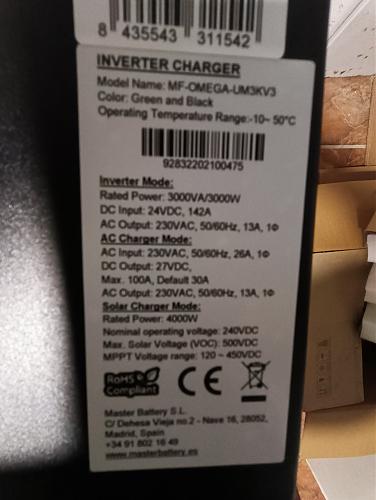 8 435543 311542
INVERTER CHARGER
Model Name: MF-OMEGA-UM3KV3
Color: Green and Black
Operating Temperature Range:-10~ 50°C
92832202100475
Inverter Mode:
Rated Power: 3000VA/3000W
DC Input: 24VDC, 142A
AC Output: 230VAC, 50/60Hz, 13A, 1Φ
AC Charger Mode:
AC Input: 230VAC, 50/60Hz, 26A, 1Φ
DC Output: 27VDC,
Max. 100A, Default 30A
AC Output: 230VAC, 50/60Hz, 13A, 1Φ
Solar Charger Mode:
Rated Power: 4000W
Nominal operating voltage: 240VDC
Max. Solar Voltage (VOC): 500VDC
MPPT Voltage range: 120 ~ 450VDC
RoHS
Compliant
CE
Master Battery S.L.
C/ Dehesa Vieja no.2 - Nave 16, 28052,
Madrid, Spain
+34 91 802 16 49
www.masterbattery.es